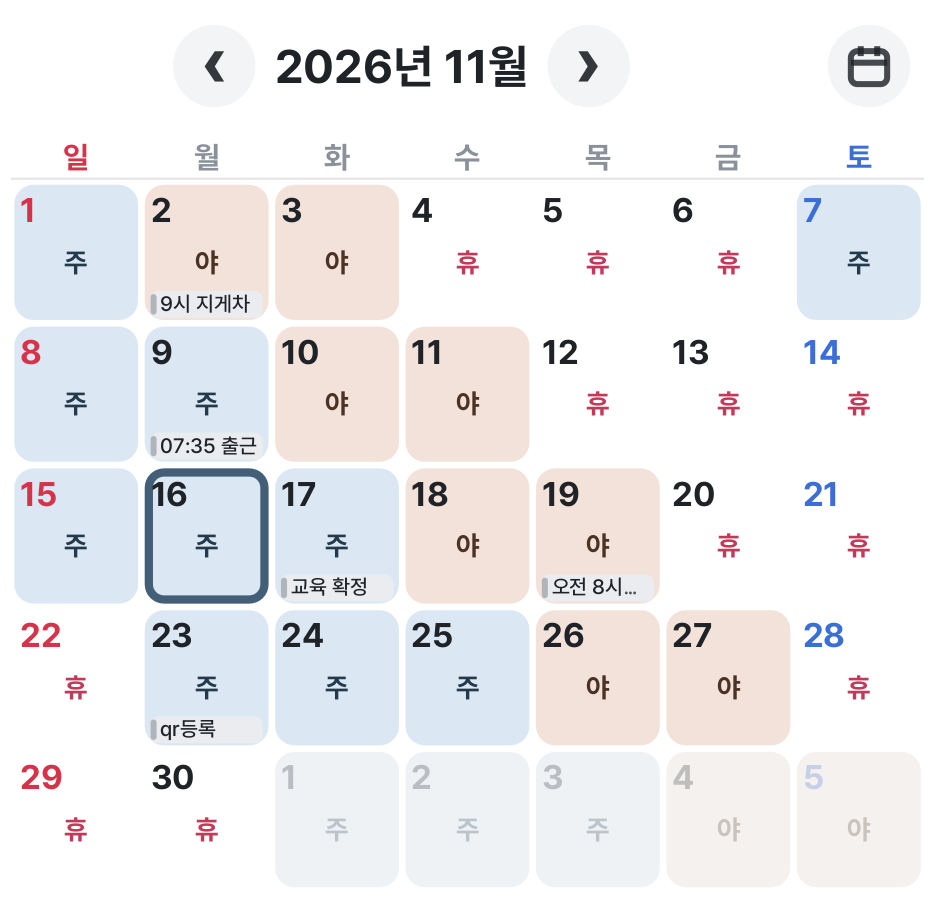 ❮ 2026년 11월 ❯
일 월 화 수 목 금 토
1 2 3 4 5 6 7
주 야 야 휴 휴 휴 주
9시 지게차
8 9 10 11 12 13 14
주 주 야 야 휴 휴 휴
07:35 출근
15 16 17 18 19 20 21
주 주 주 야 야 휴 휴
교육 확정 오전 8시...
22 23 24 25 26 27 28
휴 주 주 주 야 야 휴
qr등록
29 30 1 2 3 4 5
휴 휴 주 주 주 야 야